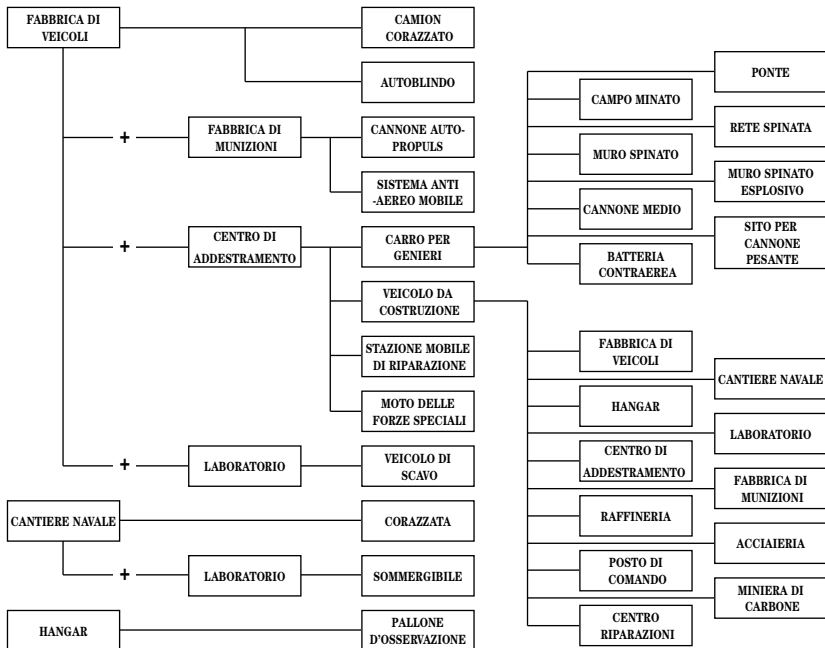 FABBRICA DI
VEICOLI
CAMION
CORAZZATO
AUTOBLINDO
+
FABBRICA DI
MUNIZIONI
CANNONE AUTO-
PROPULS
SISTEMA ANTI
-AEREO MOBILE
+
CENTRO DI
ADDESTRAMENTO
CARRO PER
GENIERI
VEICOLO DA
COSTRUZIONE
STAZIONE MOBILE
DI RIPARAZIONE
MOTO DELLE
FORZE SPECIALI
+
LABORATORIO
VEICOLO DI
SCAVO
CANTIERE NAVALE
CORAZZATA
+
LABORATORIO
SOMMERGIBILE
HANGAR
PALLONE
D'OSSERVAZIONE
PONTE
CAMPO MINATO
RETE SPINATA
MURO SPINATO
MURO SPINATO
ESPLOSIVO
CANNONE MEDIO
SITO PER
CANNONE
PESANTE
BATTERIA
CONTRAEREA
FABBRICA DI
VEICOLI
CANTIERE NAVALE
HANGAR
LABORATORIO
CENTRO DI
ADDESTRAMENTO
FABBRICA DI
MUNIZIONI
RAFFINERIA
ACCIAIERIA
POSTO DI
COMANDO
MINIERA DI
CARBONE
CENTRO
RIPARAZIONI